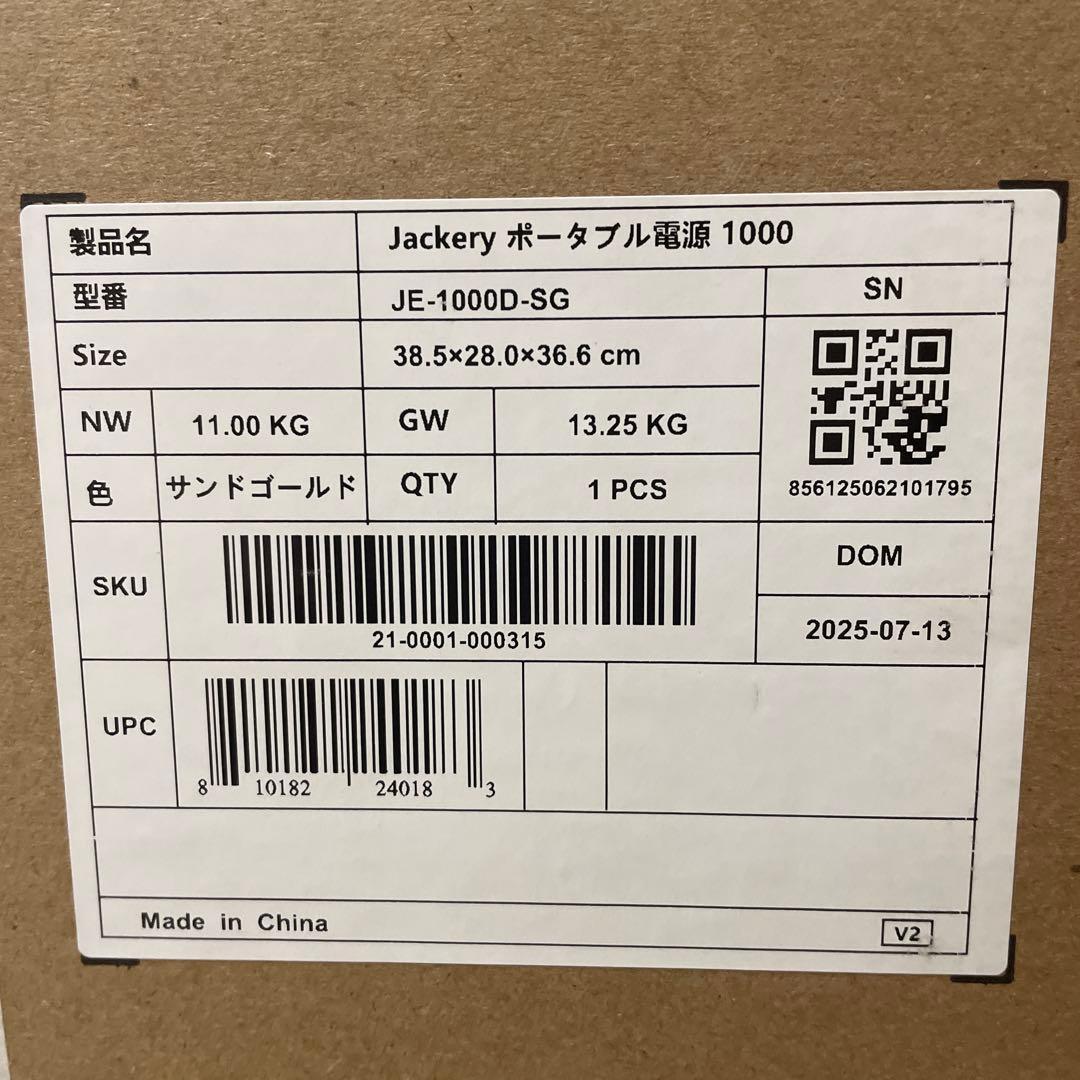 製品名 Jackery ポータブル電源 1000
型番 JE-1000D-SG SN
Size 38.5×28.0×36.6 cm
NW 11.00 KG GW 13.25 KG
856125062101795
色 サンドゴールド QTY 1 PCS
SKU
21-0001-000315
DOM
2025-07-13
UPC
8 10182 24018 3
Made in China V2